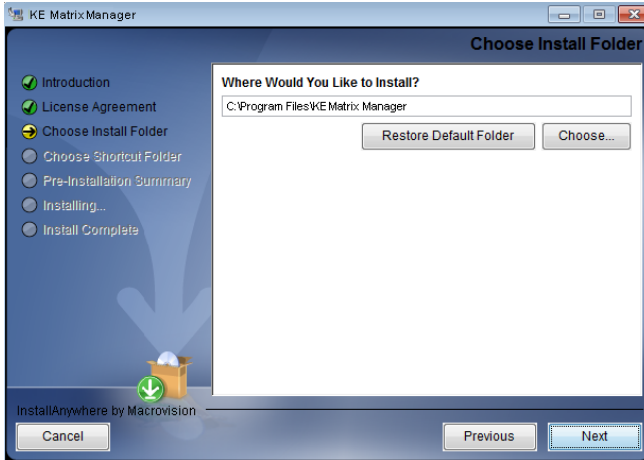 KE MatrixManager
Choose Install Folder
Introduction
License Agreement
Choose Install Folder
Choose Shortcut Folder
Pre-Installation Summary
Installing...
Install Complete
Where Would You Like to Install?
C:\Program Files\KE Matrix Manager
Restore Default Folder
Choose...
InstallAnywhere by Macrovision
Cancel
Previous
Next